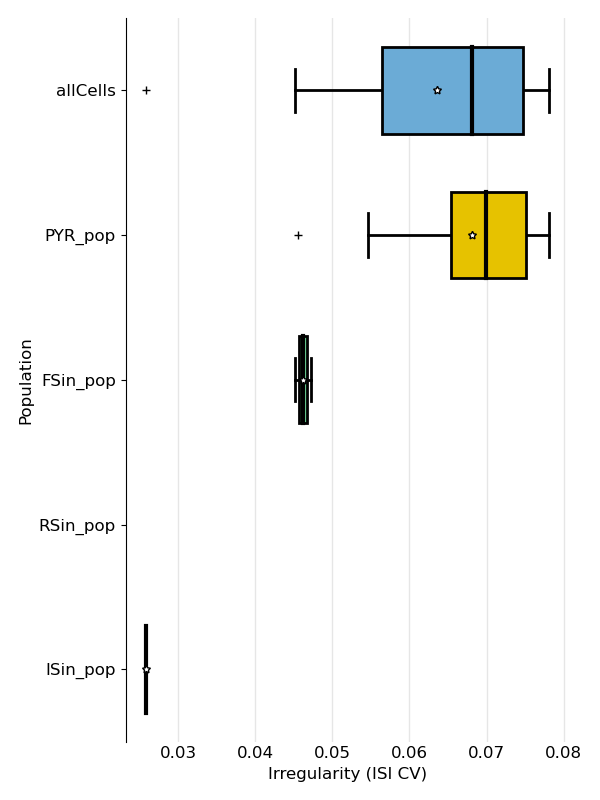 allCells
PYR_pop
FSin_pop
RSin_pop
ISin_pop
Population
0.03 0.04 0.05 0.06 0.07 0.08
Irregularity (ISI CV)